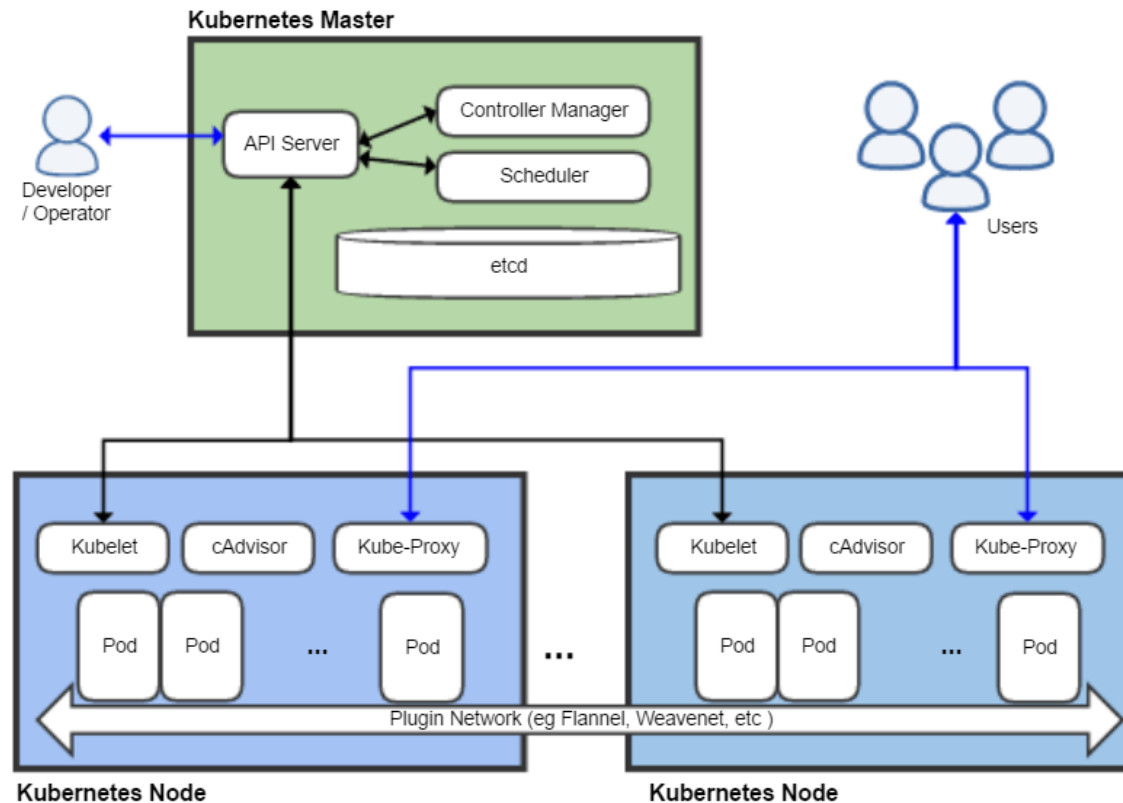 Kubernetes Master
Controller Manager
API Server
Scheduler
Developer
/ Operator
Users
etcd
Kubelet
cAdvisor
Kube-Proxy
Kubelet
cAdvisor
Kube-Proxy
Pod
Pod
...
Pod
...
Pod
Pod
...
Pod
Plugin Network (eg Flannel, Weavenet, etc )
Kubernetes Node
Kubernetes Node